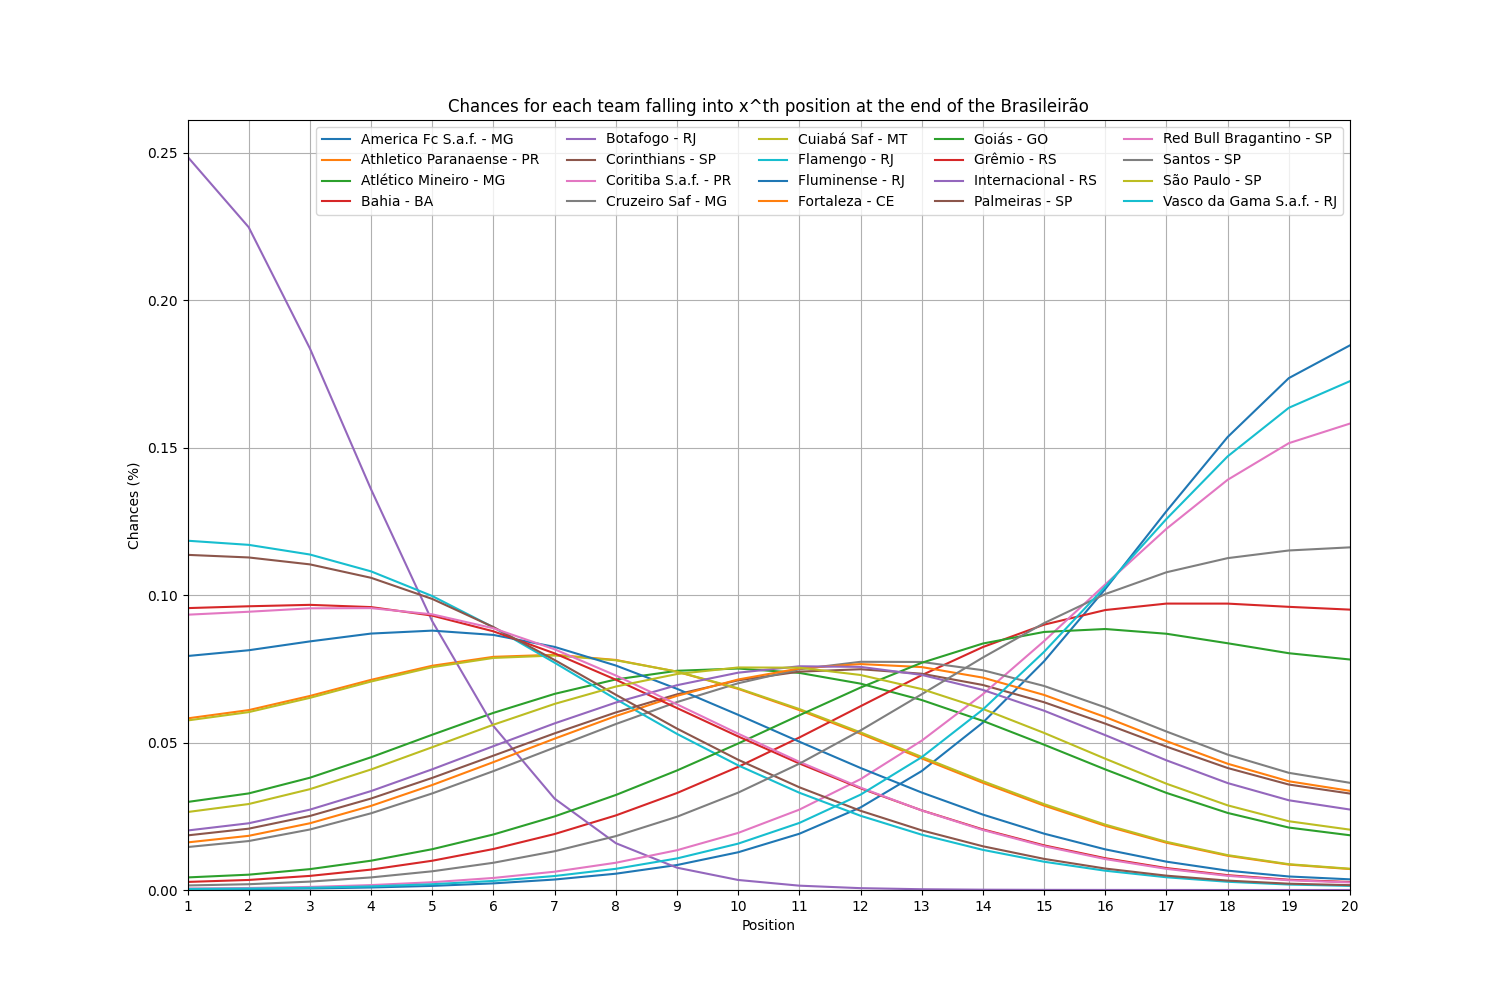 Chances for each team falling into x^th position at the end of the Brasileirão
America Fc S.a.f. - MG
Athletico Paranaense - PR
Atlético Mineiro - MG
Bahia - BA
Botafogo - RJ
Corinthians - SP
Coritiba S.a.f. - PR
Cruzeiro Saf - MG
Cuiabá Saf - MT
Flamengo - RJ
Fluminense - RJ
Fortaleza - CE
Goiás - GO
Grêmio - RS
Internacional - RS
Palmeiras - SP
Red Bull Bragantino - SP
Santos - SP
São Paulo - SP
Vasco da Gama S.a.f. - RJ
0.25
0.20
0.15
0.10
0.05
0.00
Chances (%)
1 2 3 4 5 6 7 8 9 10 11 12 13 14 15 16 17 18 19 20
Position